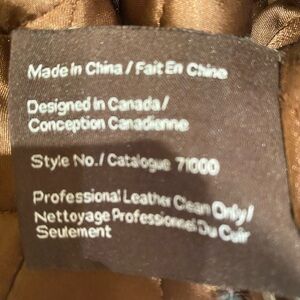 Made In China / Fait En Chine
Designed In Canada /
Conception Canadienne
Style No./ Catalogue 71000
Professional Leather Clean Only/
Nettoyage Professionnel Du Cuir
Seulement